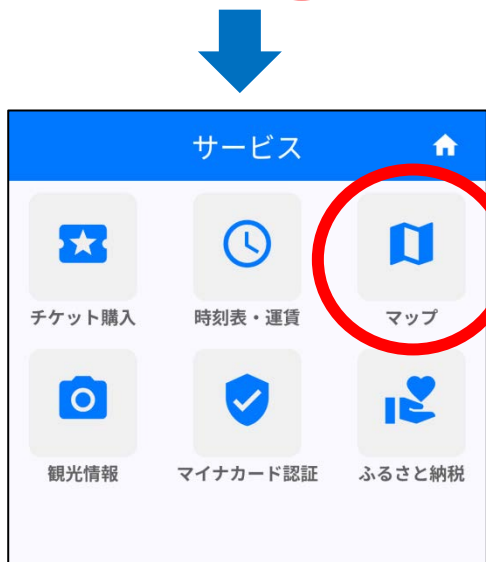 サービス
チケット購入
時刻表・運賃
マップ
観光情報
マイナカード認証
ふるさと納税